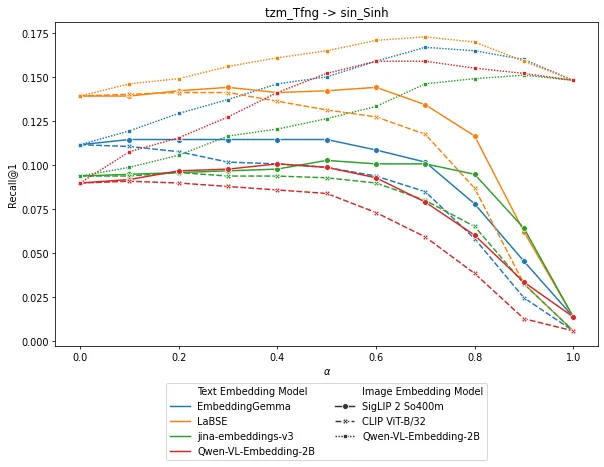 tzm_Tfng -> sin_Sinh
0.175
0.150
0.125
0.100
0.075
0.050
0.025
0.000
Recall@1
0.0 0.2 0.4 0.6 0.8 1.0
α
Text Embedding Model
EmbeddingGemma
LaBSE
jina-embeddings-v3
Qwen-VL-Embedding-2B
Image Embedding Model
SigLIP 2 So400m
CLIP ViT-B/32
Qwen-VL-Embedding-2B